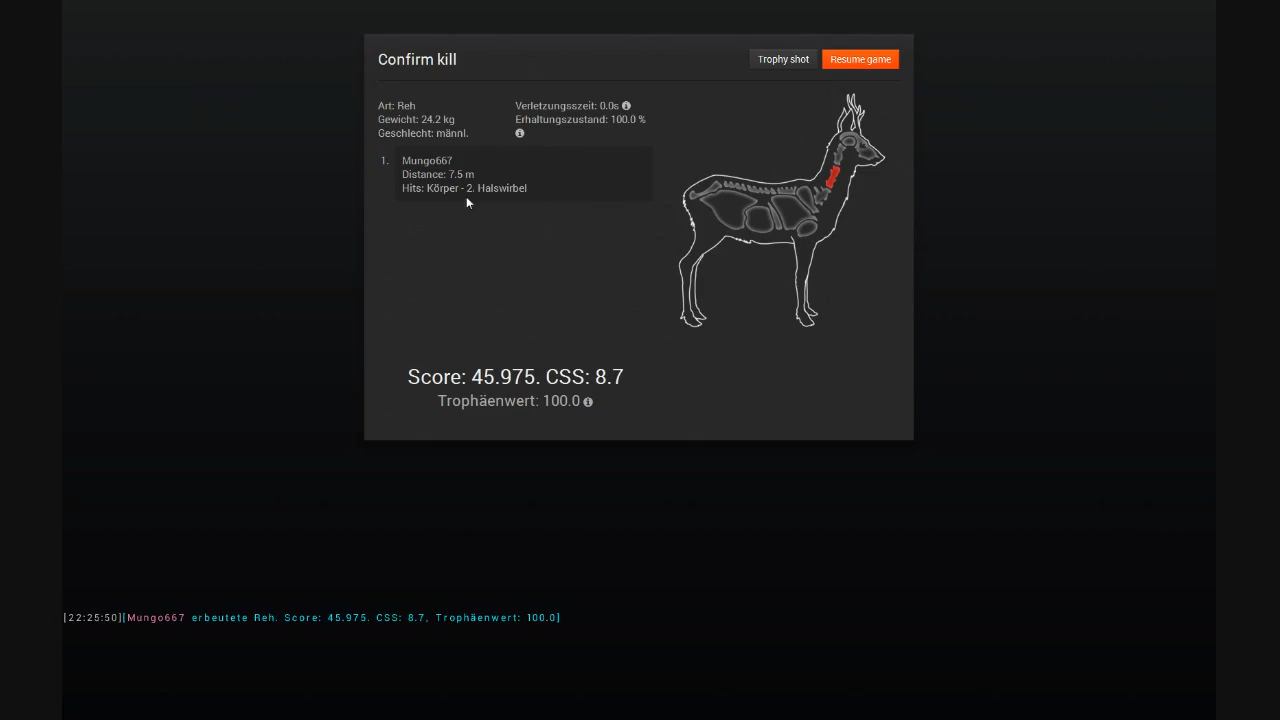 Confirm kill
Trophy shot
Resume game
Art: Reh
Gewicht: 24.2 kg
Geschlecht: männl.
Verletzungsszeit: 0.0s
Erhaltungszustand: 100.0 %
1.
Mungo667
Distance: 7.5 m
Hits: Körper - 2. Halswirbel
Score: 45.975. CSS: 8.7
Trophäenwert: 100.0
[22:25:50][Mungo667 erbeutete Reh. Score: 45.975. CSS: 8.7, Trophäenwert: 100.0]